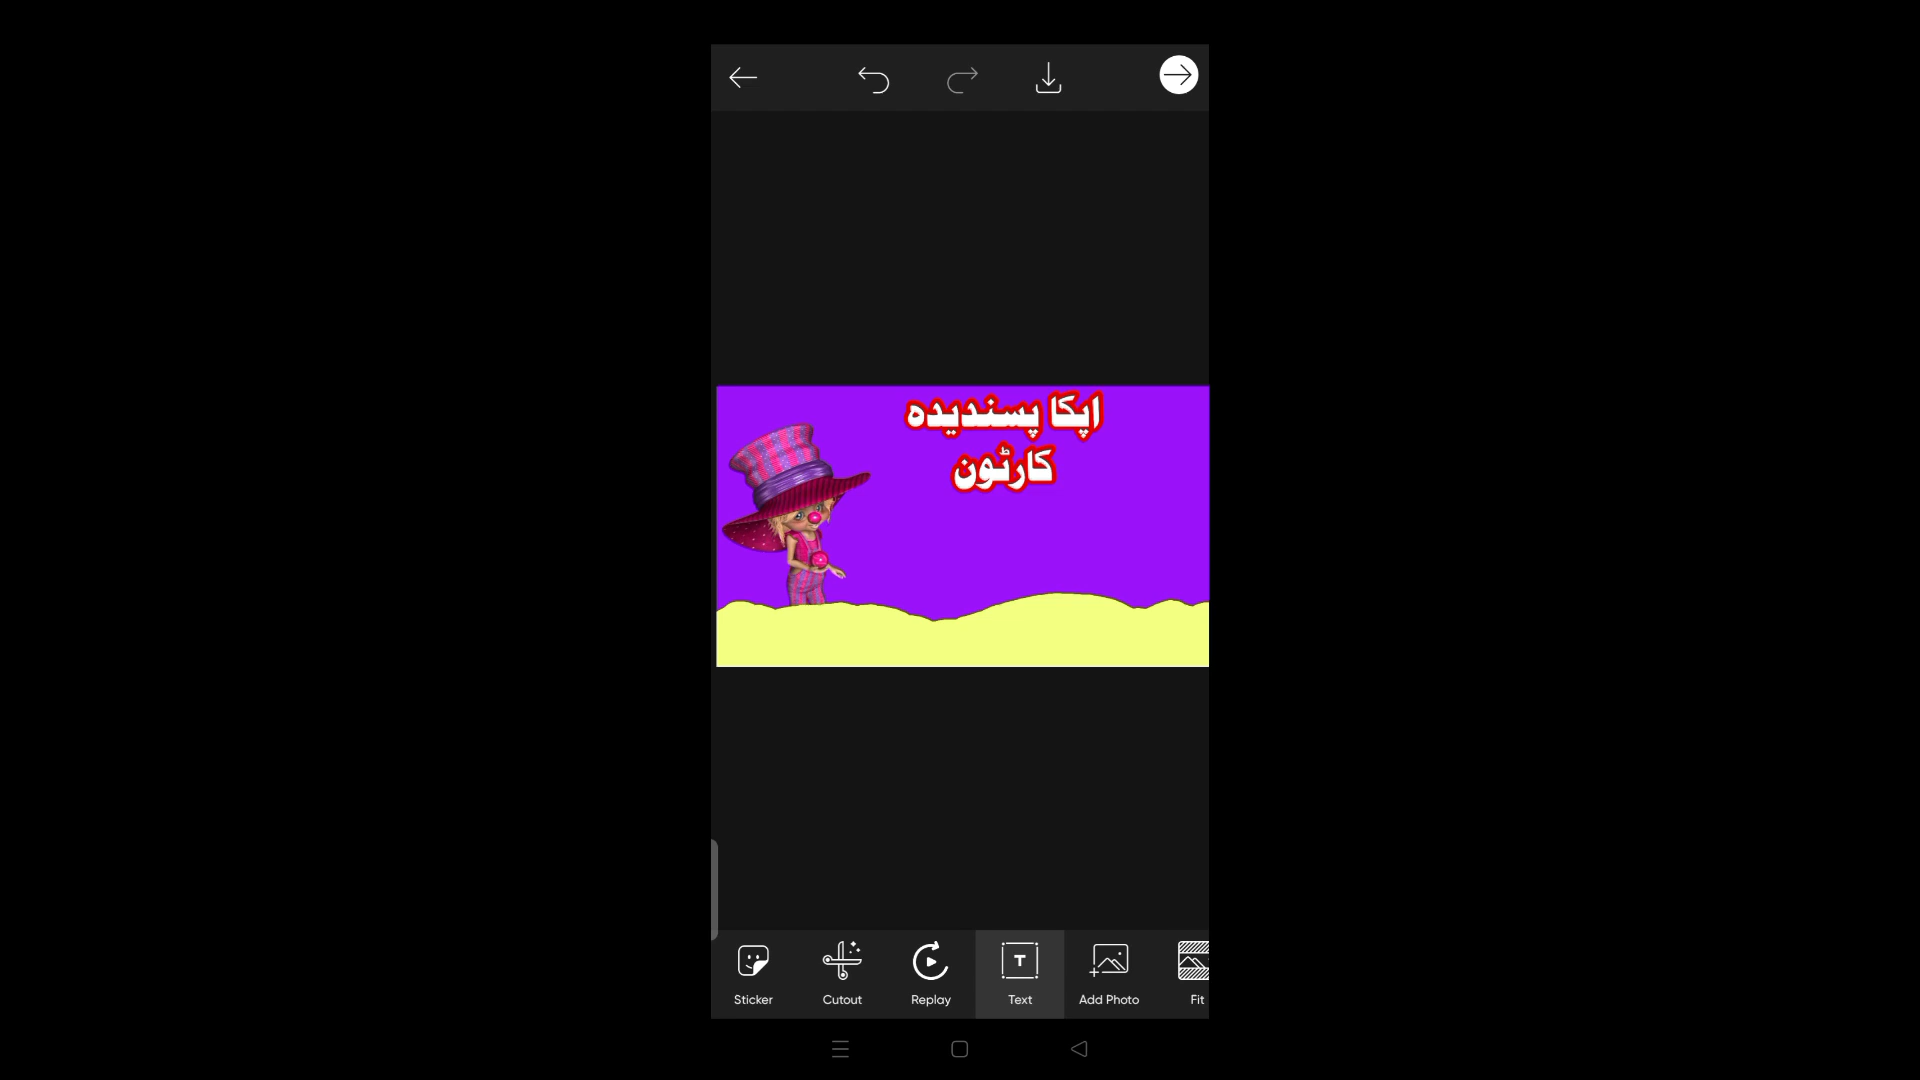 اپکا پسندیدہ
کارٹون
Sticker
Cutout
Replay
T
Text
Add Photo
Fit